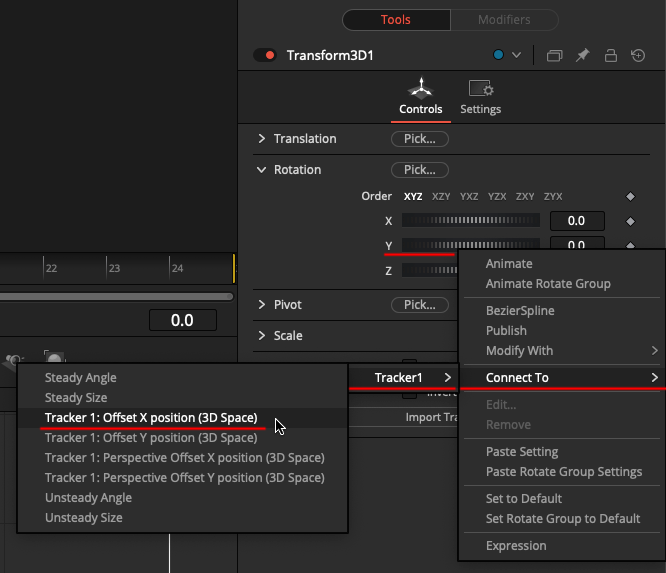 Tools
Modifiers
Transform3D1
Controls
Settings
Translation
Pick...
Rotation
Pick...
Order
XYZ
XZY
YXZ
YZX
ZXY
ZYX
X
0.0
Y
0.0
Z
Pivot
Pick...
Scale
Invert
Import Tra
22
23
24
0.0
Animate
Animate Rotate Group
BezierSpline
Publish
Modify With
Connect To
Edit...
Remove
Paste Setting
Paste Rotate Group Settings
Set to Default
Set Rotate Group to Default
Expression
Tracker1
Steady Angle
Steady Size
Tracker 1: Offset X position (3D Space)
Tracker 1: Offset Y position (3D Space)
Tracker 1: Perspective Offset X position (3D Space)
Tracker 1: Perspective Offset Y position (3D Space)
Unsteady Angle
Unsteady Size